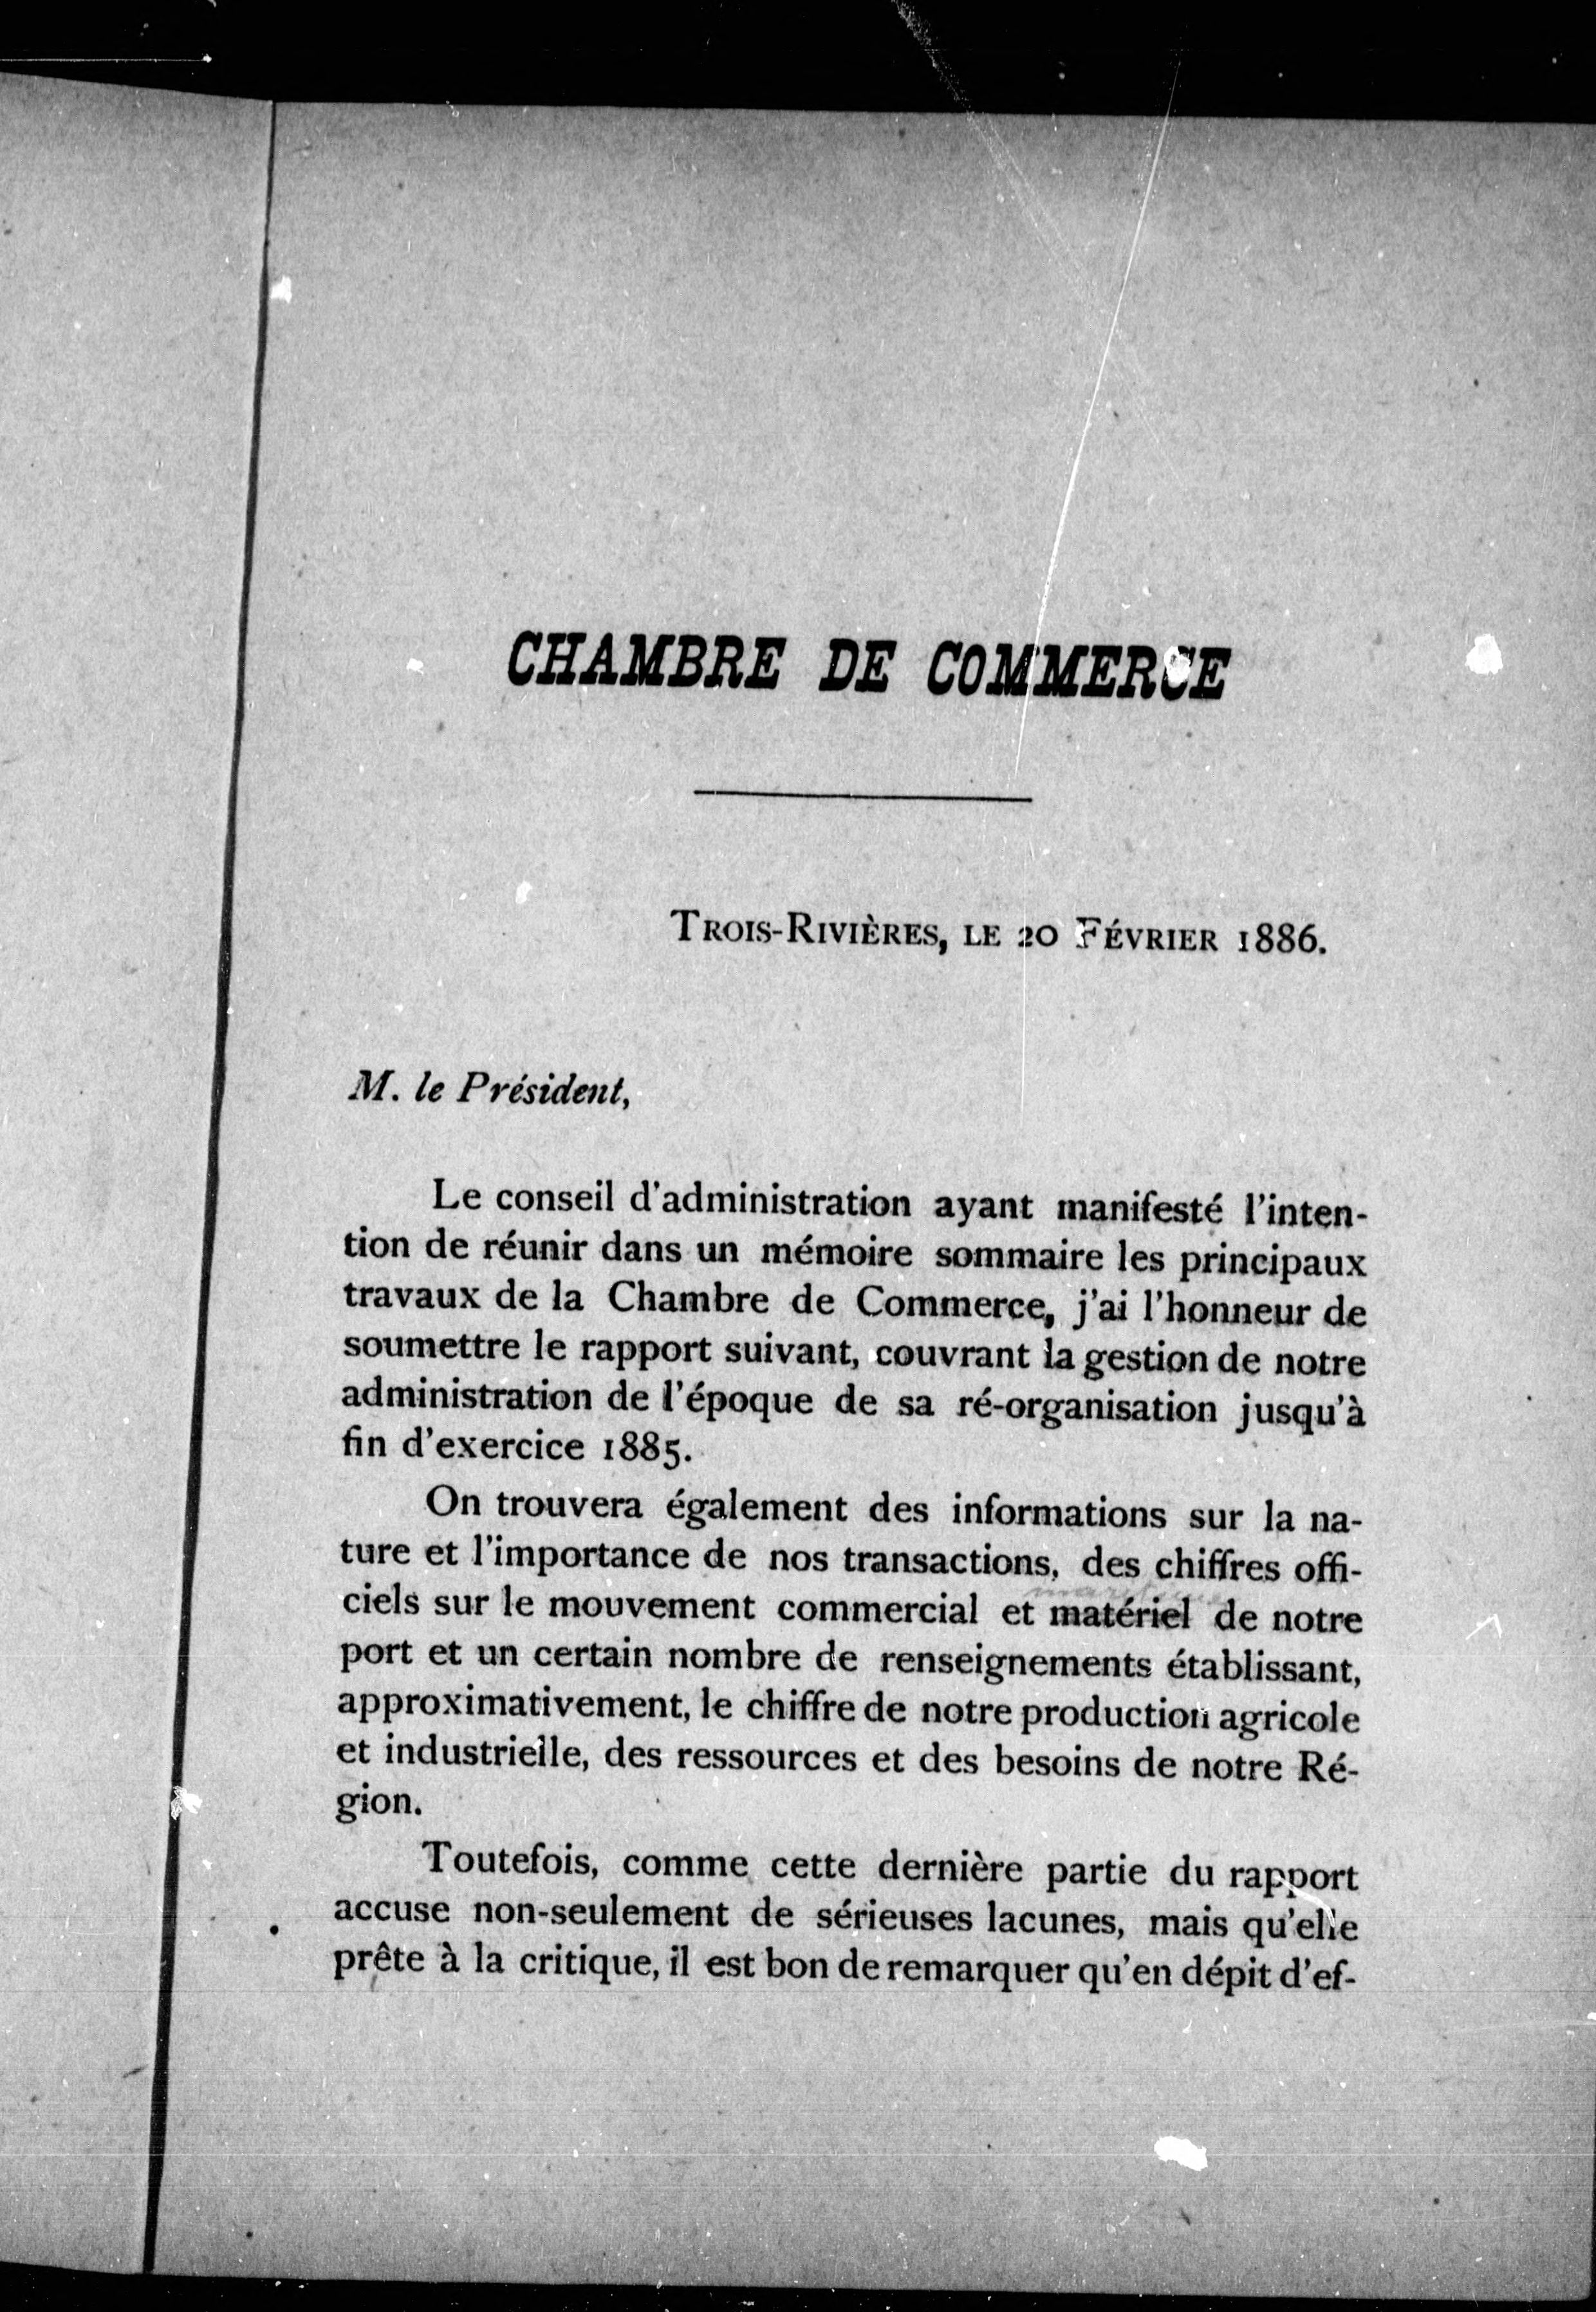 CHAMBRE DE COMMERCE
TROIS-RIVIÈRES, LE 20 FÉVRIER 1886.
M. le Président,
Le conseil d'administration ayant manifesté l'inten-
tion de réunir dans un mémoire sommaire les principaux
travaux de la Chambre de Commerce, j'ai l'honneur de
soumettre le rapport suivant, couvrant la gestion de notre
administration de l'époque de sa ré-organisation jusqu'à
fin d'exercice 1885.
On trouvera également des informations sur la na-
ture et l'importance de nos transactions, des chiffres offi-
ciels sur le mouvement commercial et matériel de notre
port et un certain nombre de renseignements établissant,
approximativement, le chiffre de notre production agricole
et industrielle, des ressources et des besoins de notre Ré-
gion.
Toutefois, comme cette dernière partie du rapport
accuse non-seulement de sérieuses lacunes, mais qu'elle
prête à la critique, il est bon de remarquer qu'en dépit d'ef-